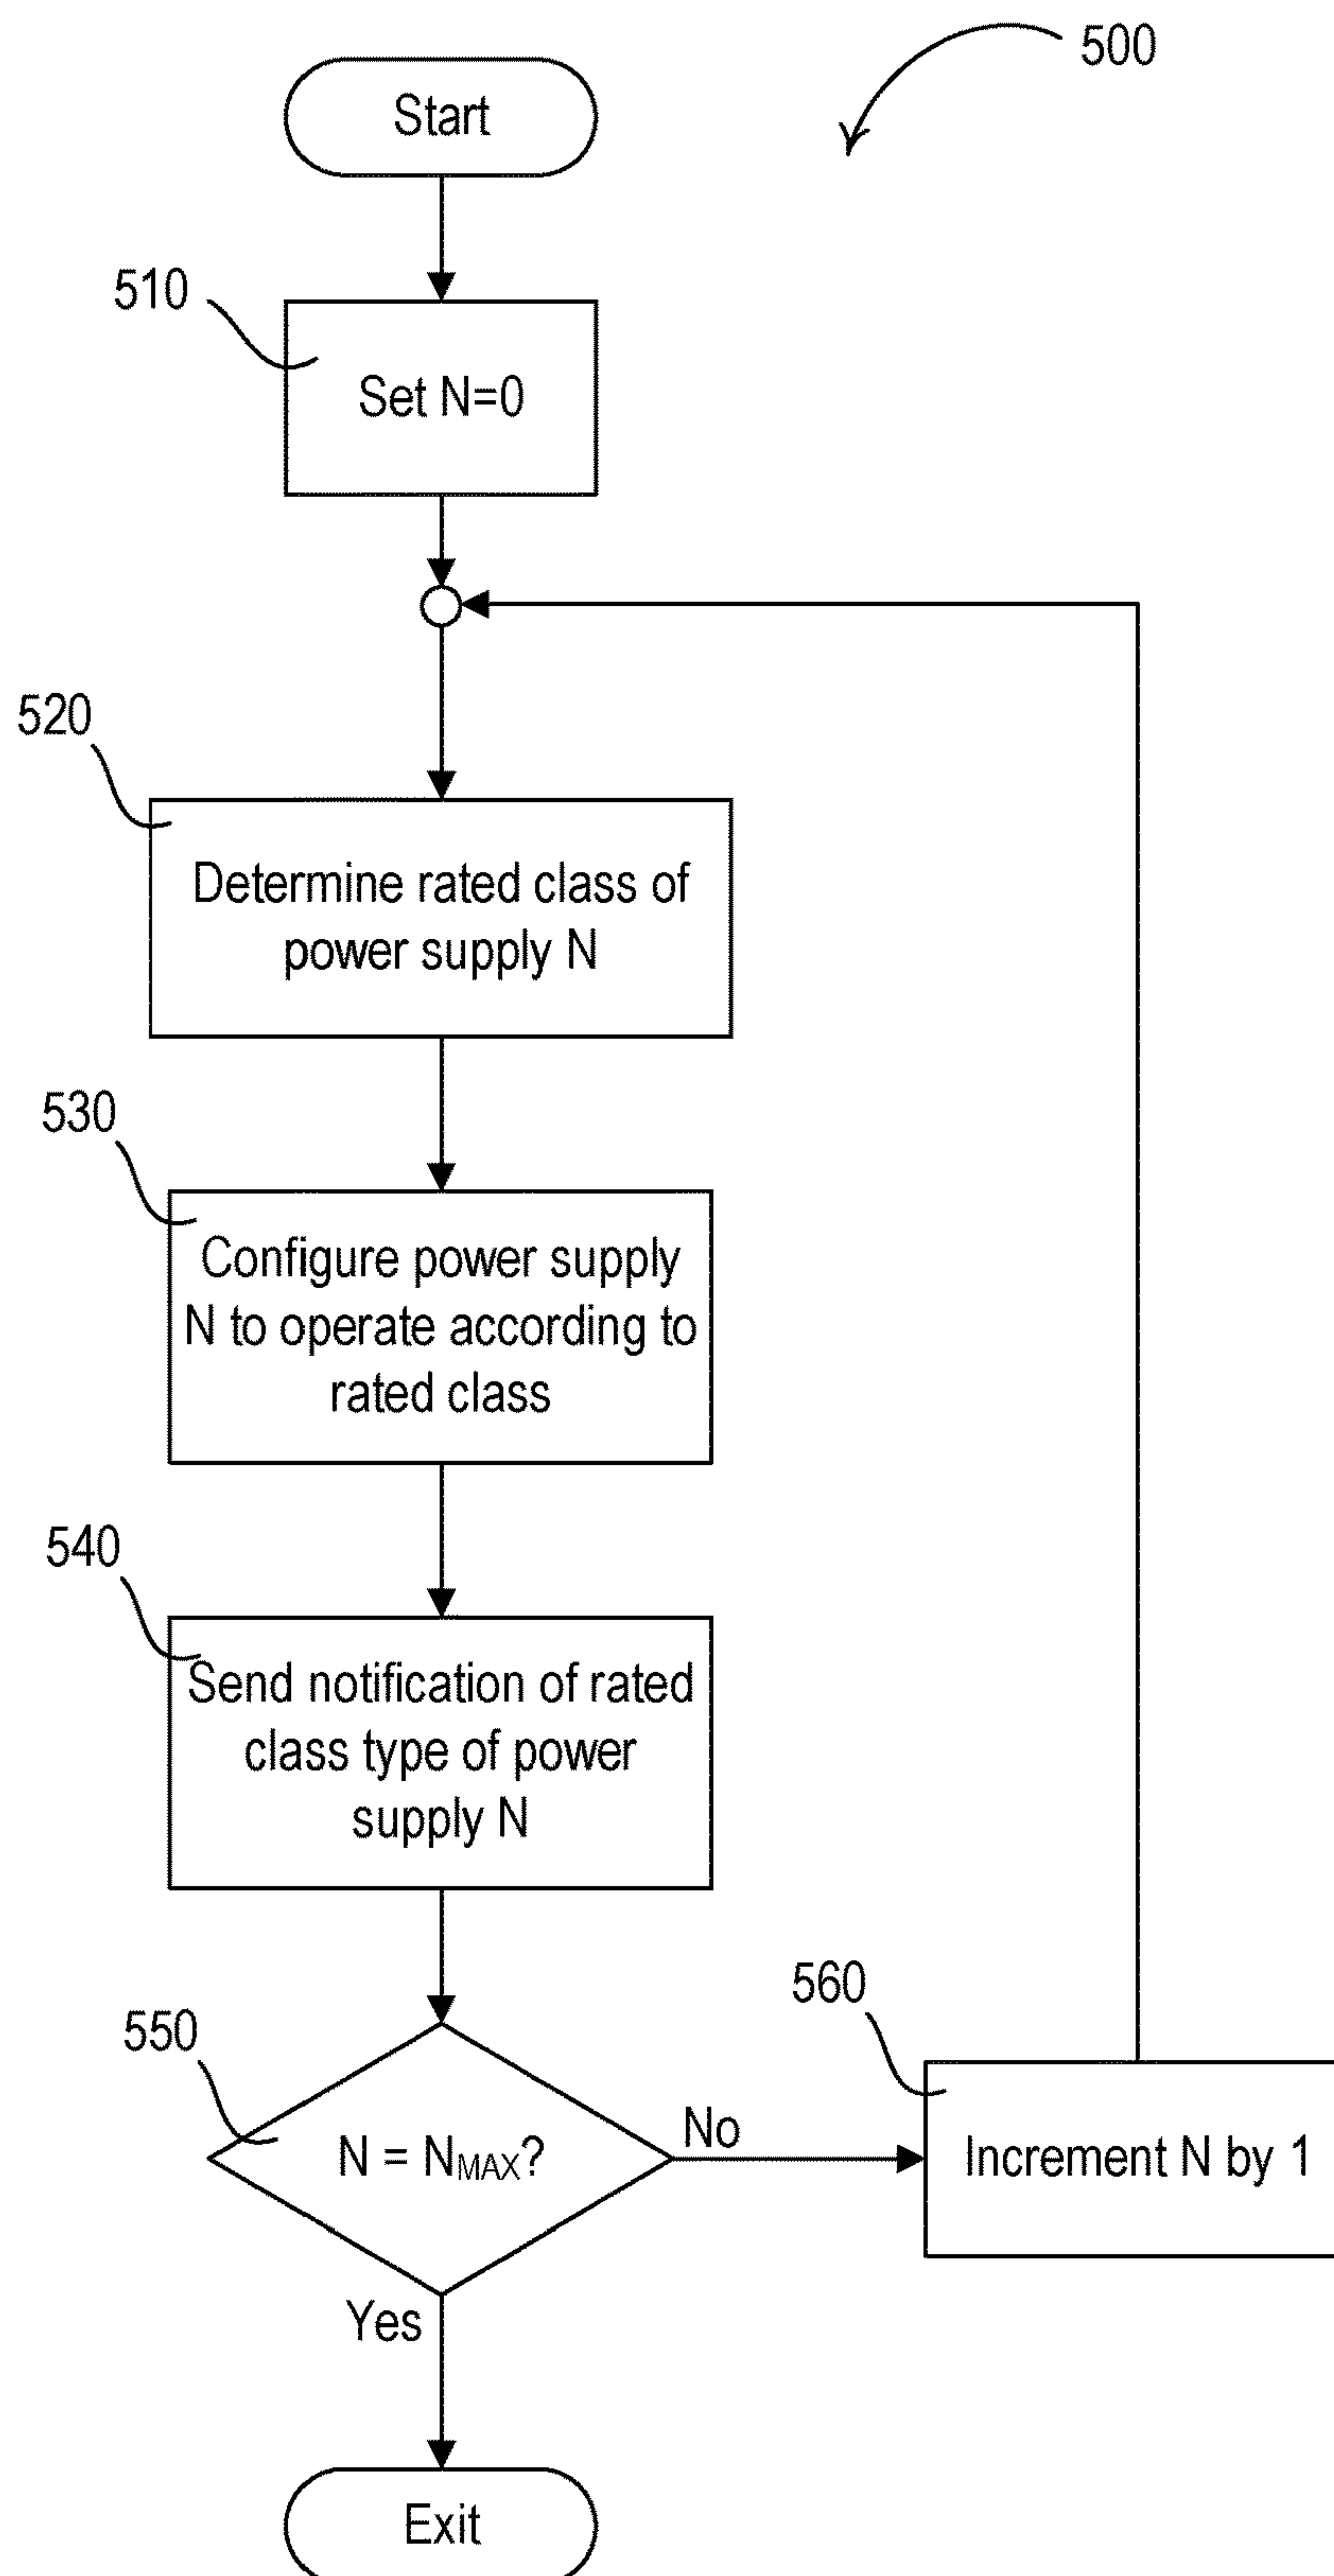 500
Start
510
Set N=0
520
Determine rated class of
power supply N
530
Configure power supply
N to operate according to
rated class
540
Send notification of rated
class type of power
supply N
550
N = NMAX?
No
560
Increment N by 1
Yes
Exit